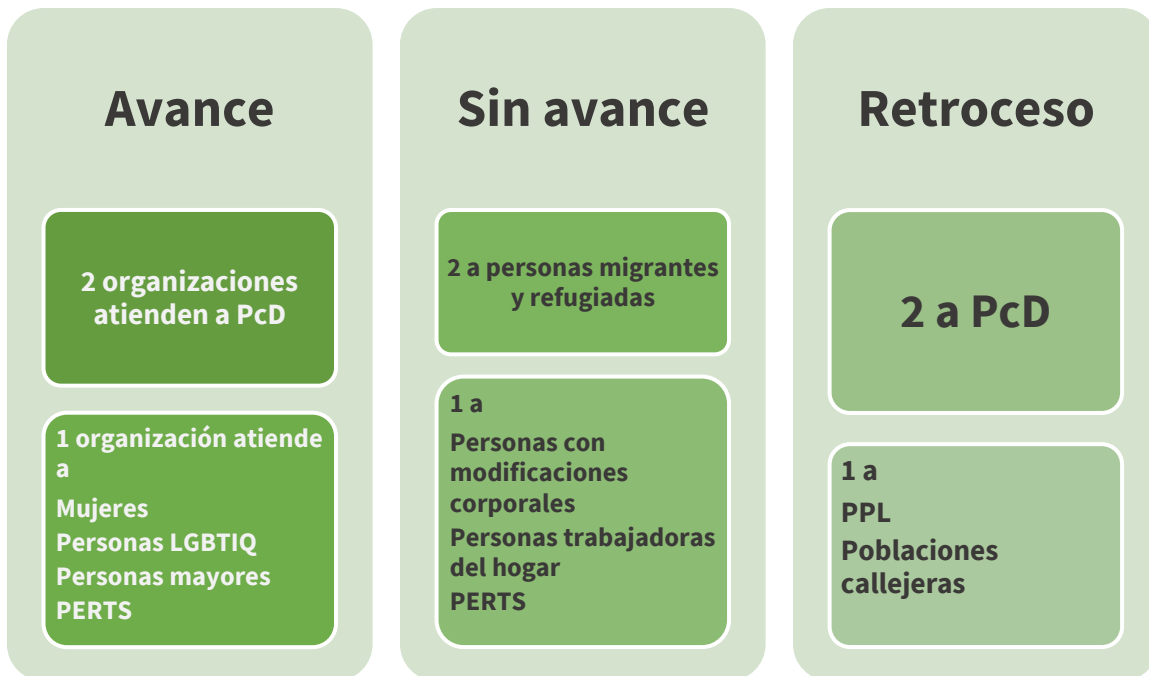 Avance
2 organizaciones
atienden a PcD
1 organización atiende
a
Mujeres
Personas LGBTIQ
Personas mayores
PERTS
Sin avance
2 a personas migrantes
y refugiadas
1 a
Personas con
modificaciones
corporales
Personas trabajadoras
del hogar
PERTS
Retroceso
2 a PcD
1 a
PPL
Poblaciones
callejeras